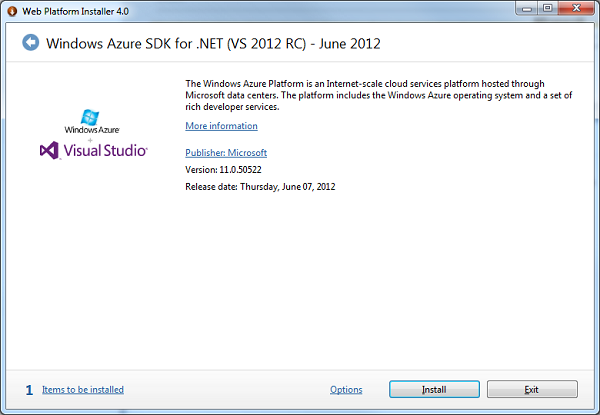 Web Platform Installer 4.0
Windows Azure SDK for .NET (VS 2012 RC) - June 2012
The Windows Azure Platform is an Internet-scale cloud services platform hosted through
Microsoft data centers. The platform includes the Windows Azure operating system and a set of
rich developer services.
More information
Windows Azure™
+
Visual Studio®
Publisher: Microsoft
Version: 11.0.50522
Release date: Thursday, June 07, 2012
1 Items to be installed
Options
Install
Exit